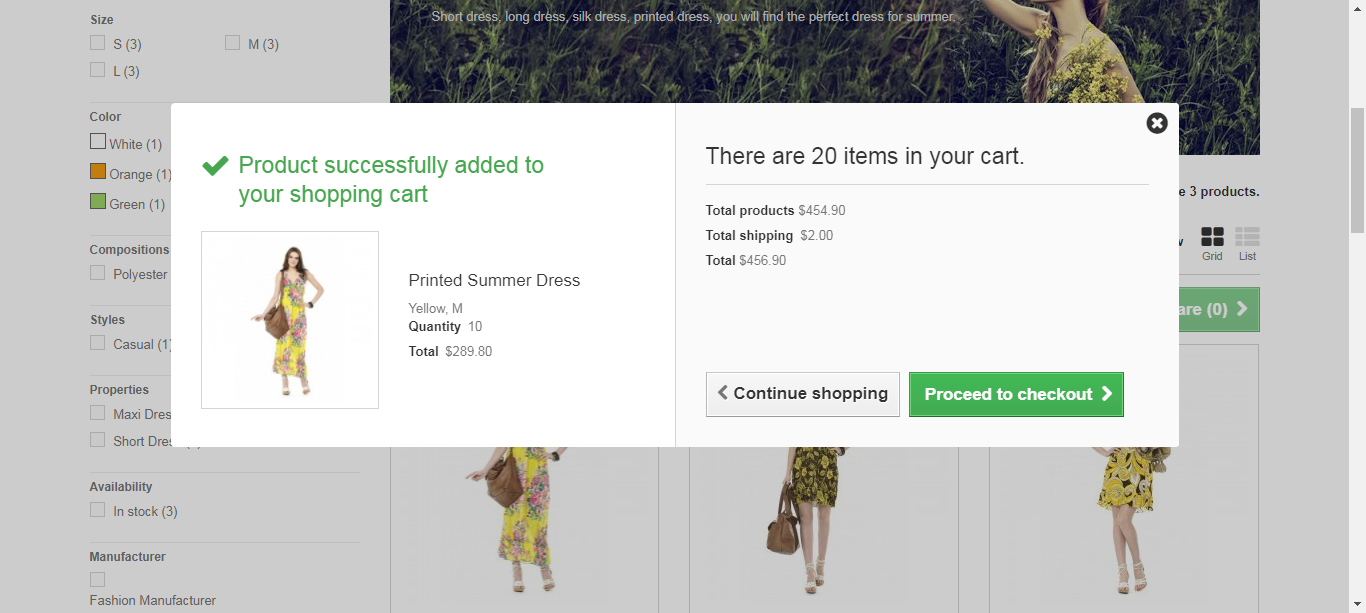 Size
S (3)
M (3)
L (3)
Color
White (1)
Orange (1)
Green (1)
Compositions
Polyester
Styles
Casual (1)
Properties
Maxi Dres
Short Dres
Availability
In stock (3)
Manufacturer
Fashion Manufacturer
Short dress, long dress, silk dress, printed dress, you will find the perfect dress for summer.
Product successfully added to
your shopping cart
Printed Summer Dress
Yellow, M
Quantity 10
Total $289.80
There are 20 items in your cart.
Total products $454.90
Total shipping $2.00
Total $456.90
Continue shopping
Proceed to checkout
e 3 products.
Grid
List
are (0)